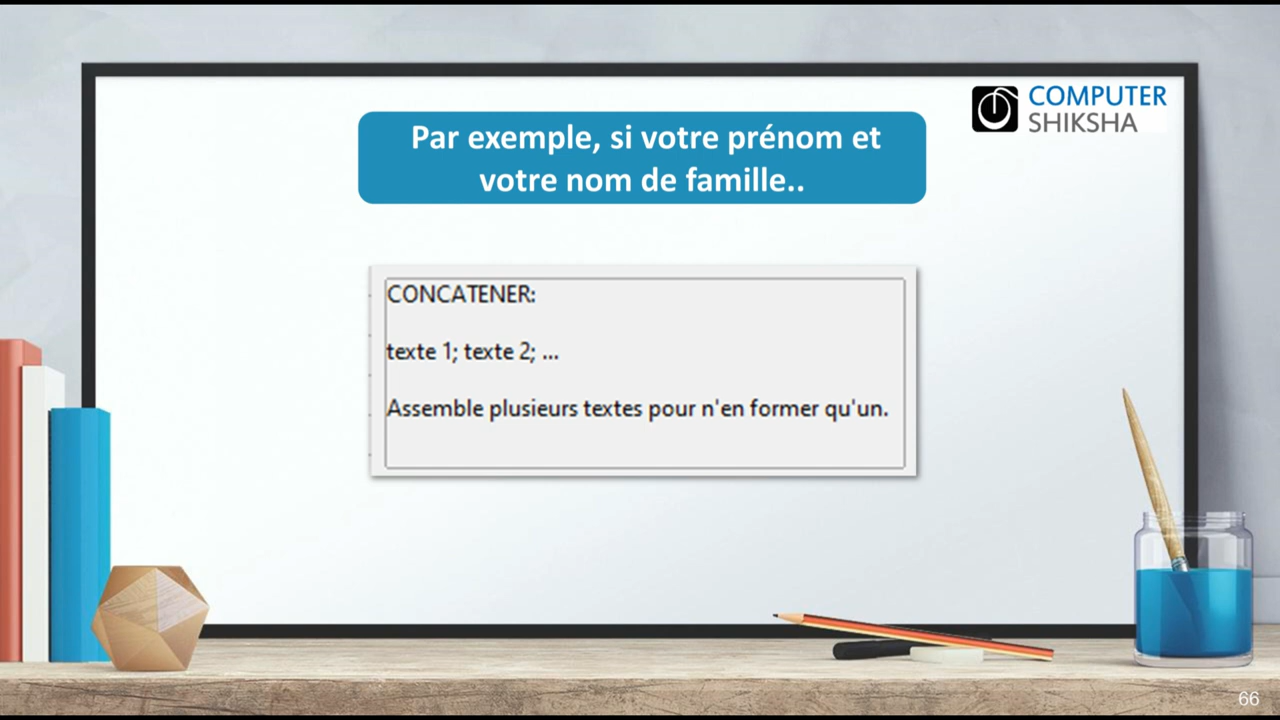 COMPUTER
SHIKSHA
Par exemple, si votre prénom et
votre nom de famille..
CONCATENER:
texte 1; texte 2; ...
Assemble plusieurs textes pour n'en former qu'un.
66